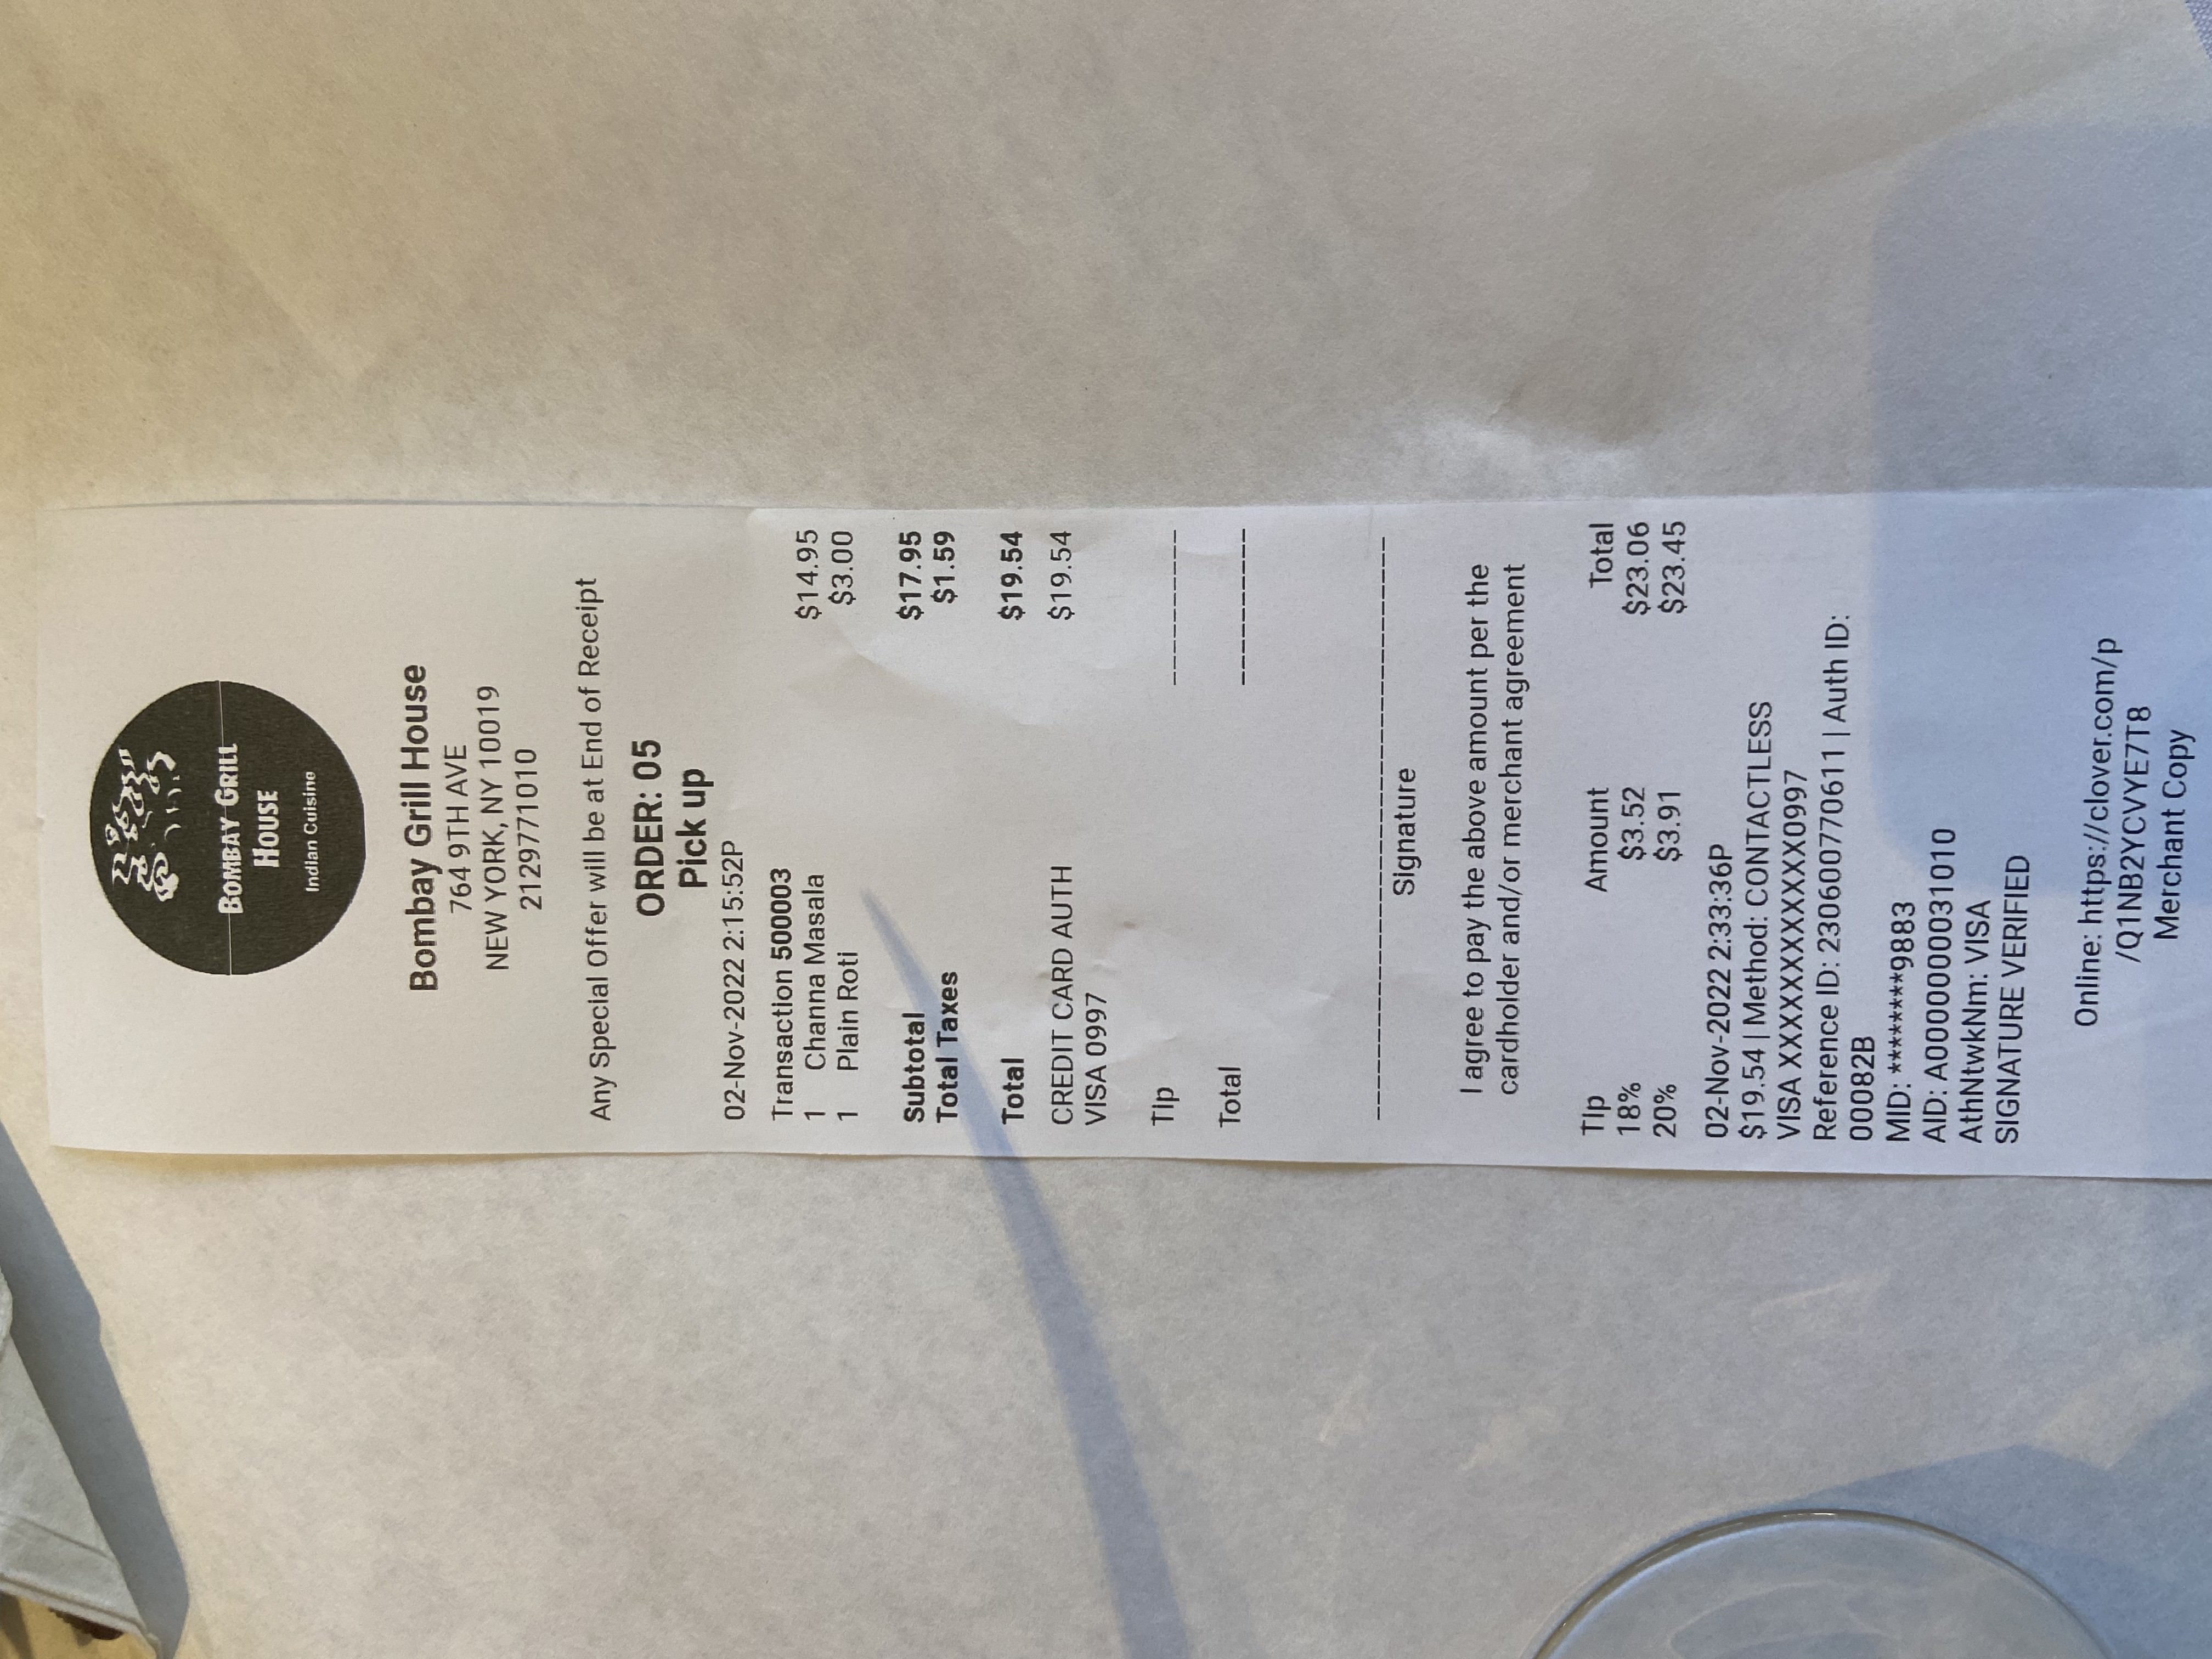 BOMBAY GRILL
HOUSE
Indian Cuisine
Bombay Grill House
764 9TH AVE
NEW YORK, NY 10019
2129771010
Any Special Offer will be at End of Receipt
ORDER: 05
Pick up
02-Nov-2022 2:15:52P
Transaction 500003
1 Channa Masala $14.95
1 Plain Roti $3.00
Subtotal $17.95
Total Taxes $1.59
Total $19.54
CREDIT CARD AUTH $19.54
VISA 0997
Tip __________
Total __________
Signature
I agree to pay the above amount per the
cardholder and/or merchant agreement
Tip Amount Total
18% $3.52 $23.06
20% $3.91 $23.45
02-Nov-2022 2:33:36P
$19.54 | Method: CONTACTLESS
VISA XXXXXXXXXXXX0997
Reference ID: 230600770611 | Auth ID:
00082B
MID: ********9883
AID: A0000000031010
AthNtwkNm: VISA
SIGNATURE VERIFIED
Online: https://clover.com/p
/Q1NB2YCVYE7T8
Merchant Copy